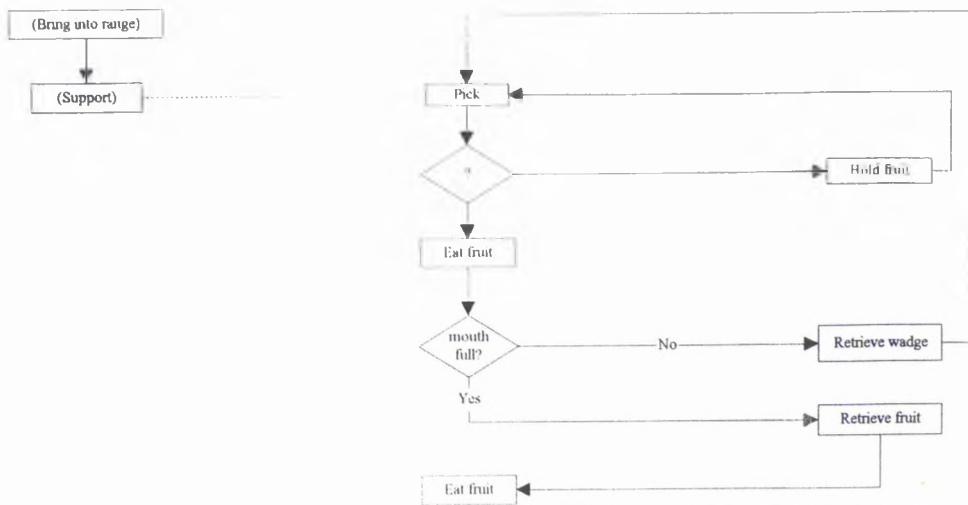 (Bring into range)
(Support)
Pick
Hold fruit
Eat fruit
mouth
full?
No
Retrieve wadge
Yes
Retrieve fruit
Eat fruit